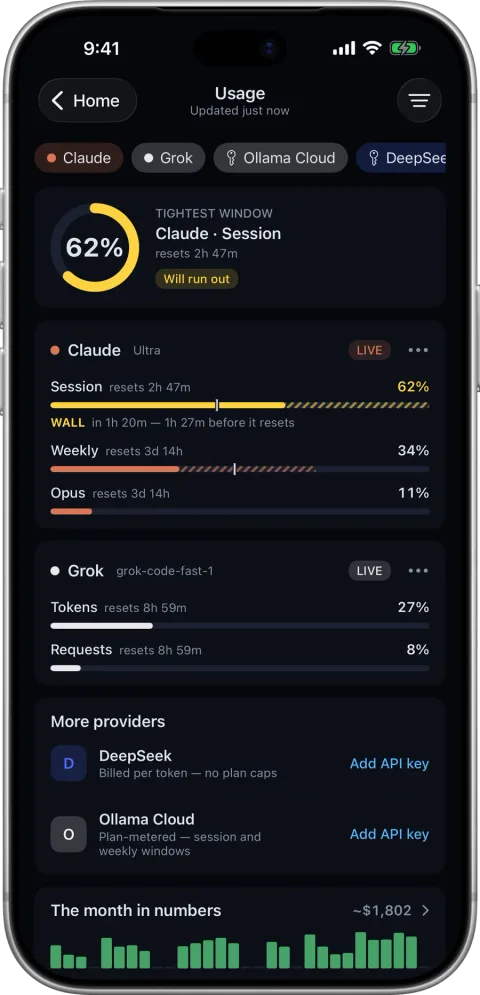 9:41
Home
Usage
Updated just now
Claude
Grok
Ollama Cloud
DeepSee
62%
TIGHTEST WINDOW
Claude · Session
resets 2h 47m
Will run out
Claude Ultra LIVE
Session resets 2h 47m 62%
WALL in 1h 20m — 1h 27m before it resets
Weekly resets 3d 14h 34%
Opus resets 3d 14h 11%
Grok grok-code-fast-1 LIVE
Tokens resets 8h 59m 27%
Requests resets 8h 59m 8%
More providers
D
DeepSeek
Billed per token — no plan caps
Add API key
O
Ollama Cloud
Plan-metered — session and
weekly windows
Add API key
The month in numbers ~$1,802